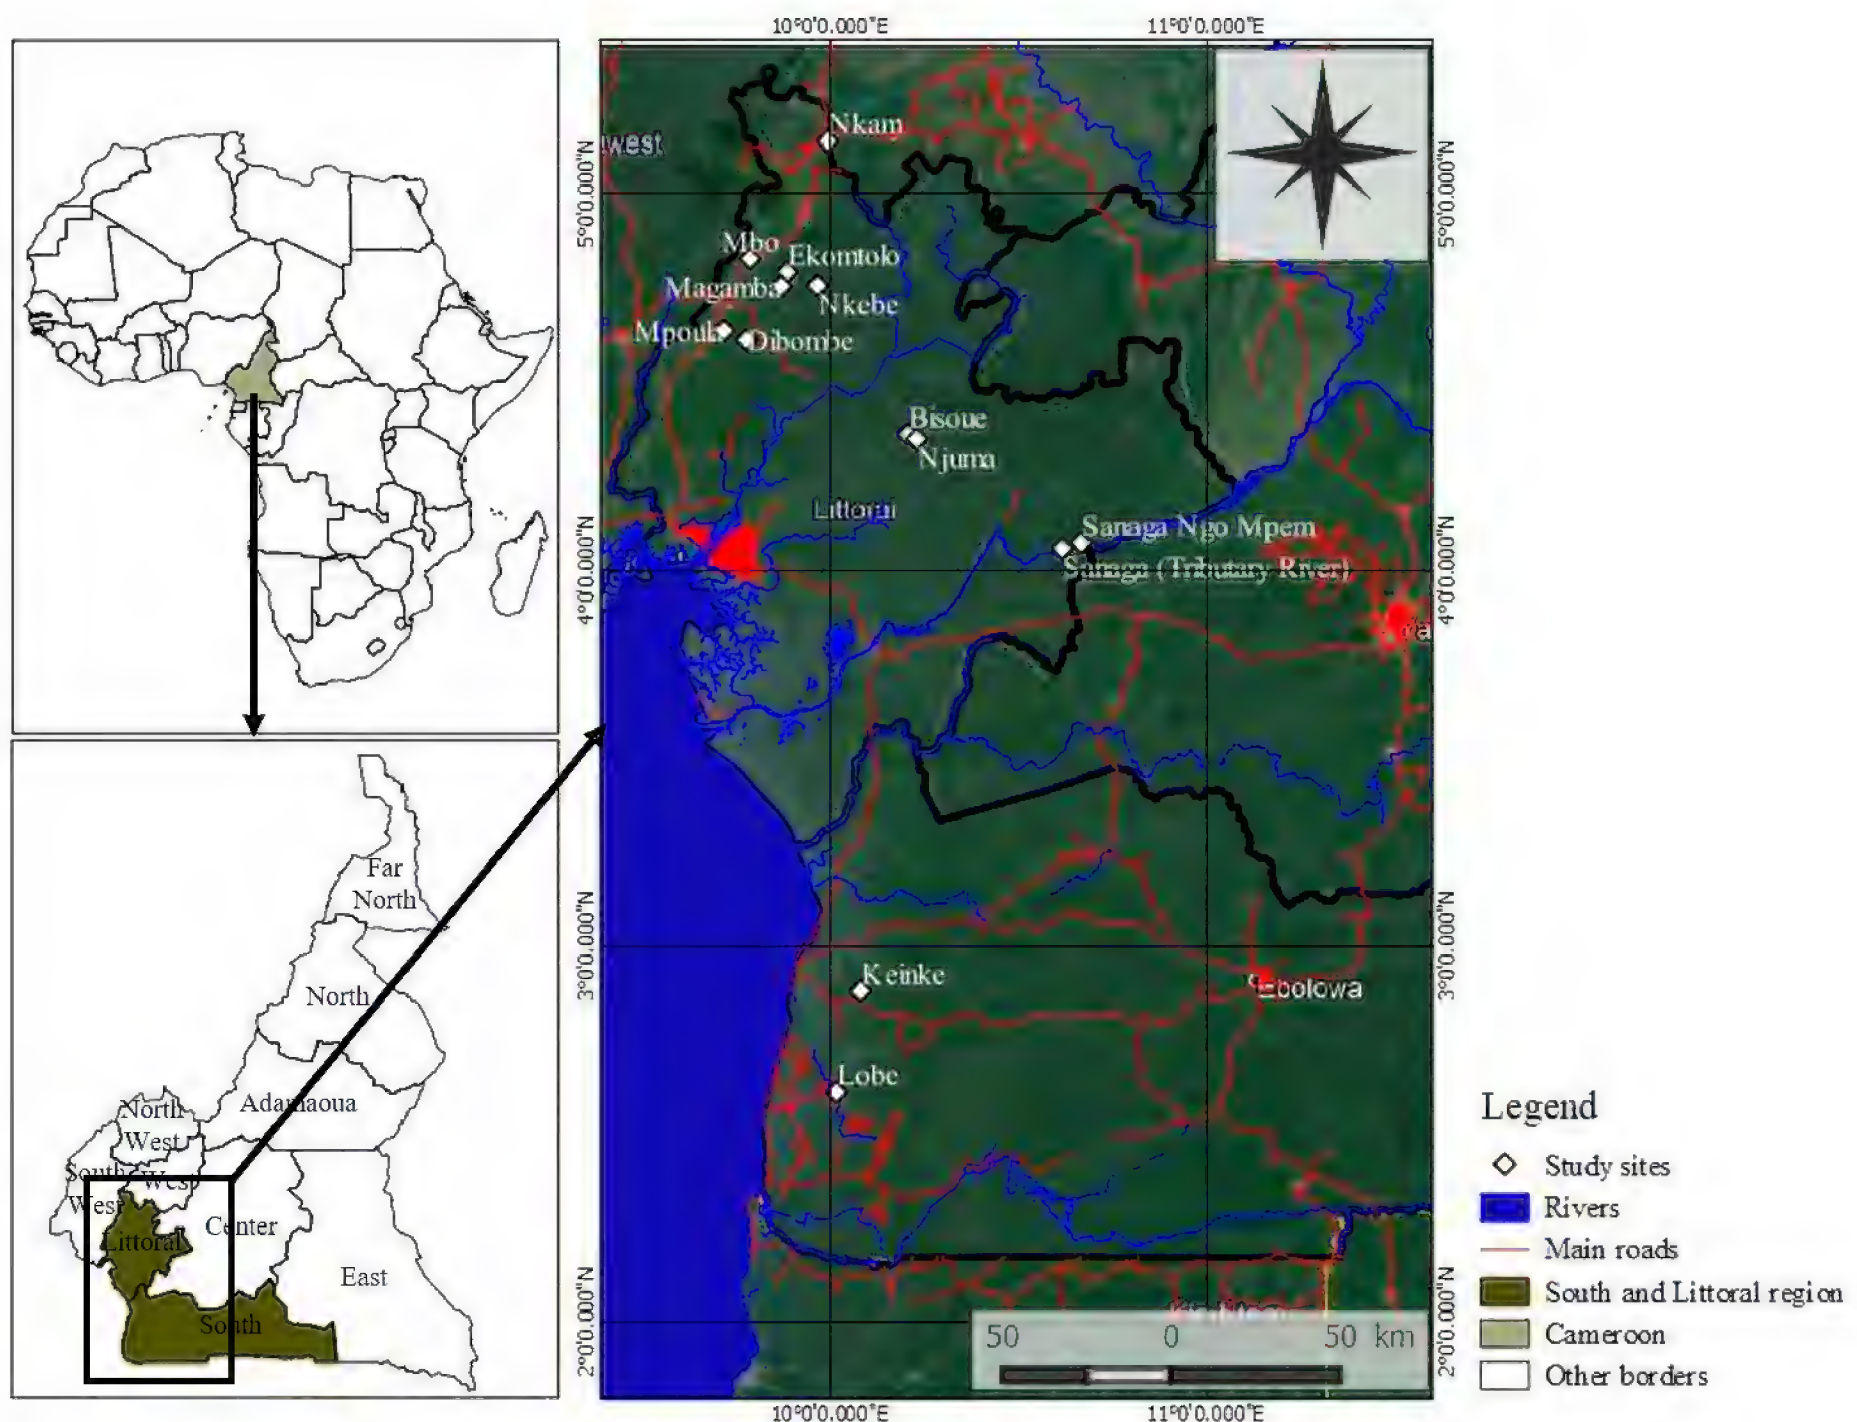 10°0'0.000"E
11°0'0.000"E
5°0'0.000"N
5°0'0.000"N
west
Nkam
Mbo
Ekomtolo
Magamba
Nkebe
Dibombe
Bisoue
Njuma
Littoral
Sanaga Ngo Mpem
Sanaga (Tributary River)
4°0'0.000"N
4°0'0.000"N
3°0'0.000"N
3°0'0.000"N
Keinke
Ebolowa
Lobe
2°0'0.000"N
2°0'0.000"N
50 0 50 km
10°0'0.000"E
11°0'0.000"E
Far
North
North
Adamaoua
North
West
South
West
West
Center
Littoral
East
South
Legend
Study sites
Rivers
Main roads
South and Littoral region
Cameroon
Other borders